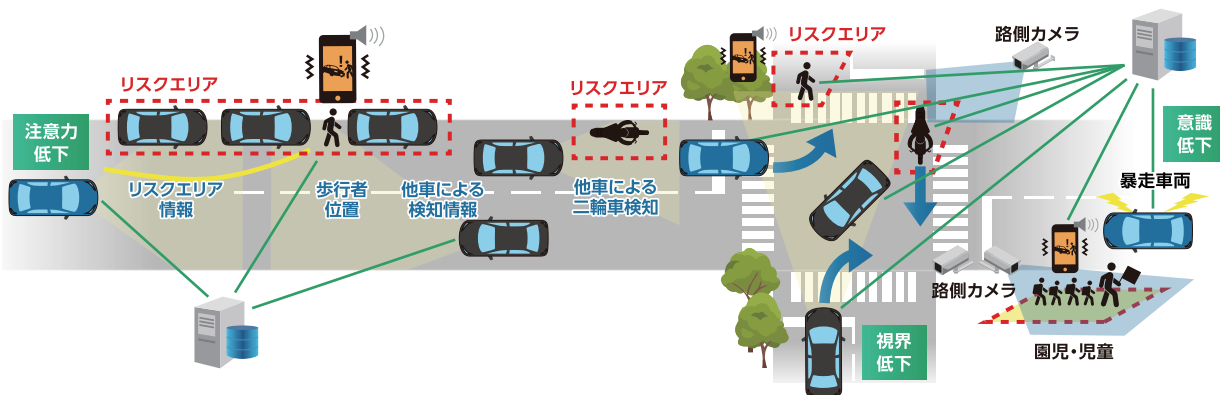 リスクエリア
注意力
低下
リスクエリア
情報
歩行者
位置
他車による
検知情報
リスクエリア
他車による
二輪車検知
リスクエリア
路側カメラ
意識
低下
暴走車両
路側カメラ
園児・児童
視界
低下